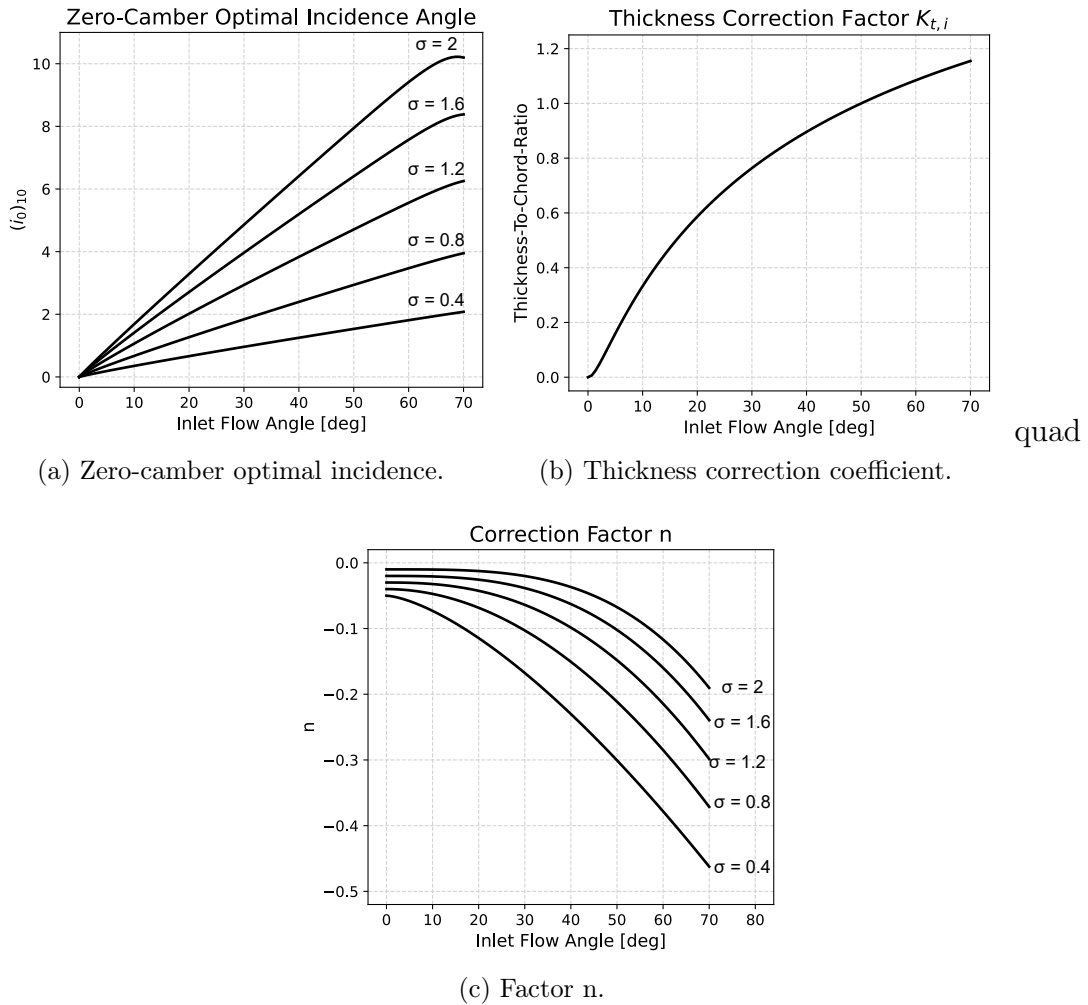 Zero-Camber Optimal Incidence Angle
σ = 2
σ = 1.6
σ = 1.2
σ = 0.8
σ = 0.4
10
8
6
4
2
0
(i₀)₁₀
0 10 20 30 40 50 60 70
Inlet Flow Angle [deg]
(a) Zero-camber optimal incidence.
Thickness Correction Factor K_{t,i}
1.2
1.0
0.8
0.6
0.4
0.2
0.0
Thickness-To-Chord-Ratio
0 10 20 30 40 50 60 70
Inlet Flow Angle [deg]
(b) Thickness correction coefficient.
quad
Correction Factor n
0.0
−0.1
−0.2
−0.3
−0.4
−0.5
n
σ = 2
σ = 1.6
σ = 1.2
σ = 0.8
σ = 0.4
0 10 20 30 40 50 60 70 80
Inlet Flow Angle [deg]
(c) Factor n.